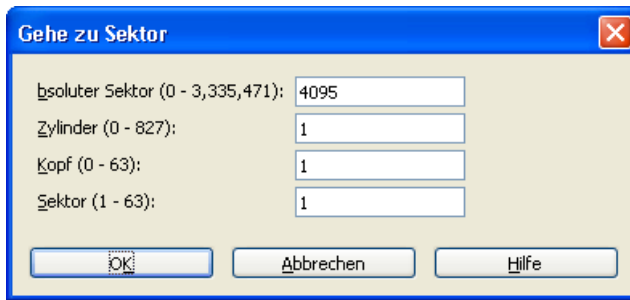 Gehe zu Sektor
bsoluter Sektor (0 - 3,335,471): 4095
Zylinder (0 - 827): 1
Kopf (0 - 63): 1
Sektor (1 - 63): 1
OK Abbrechen Hilfe